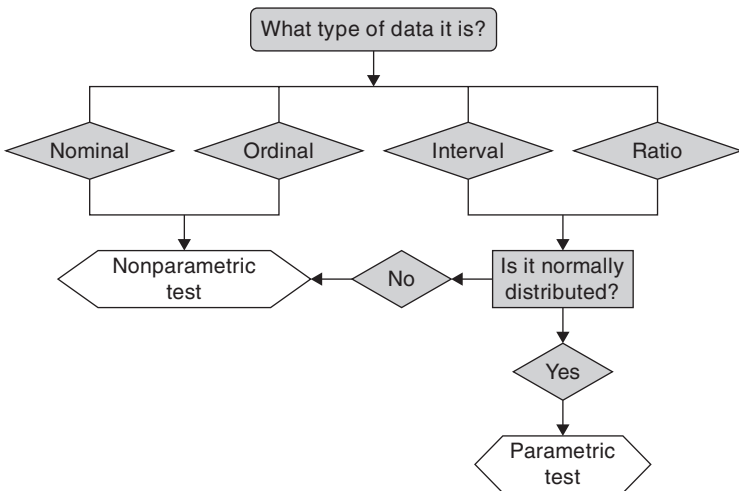 What type of data it is?
Nominal
Ordinal
Interval
Ratio
Nonparametric
test
No
Is it normally
distributed?
Yes
Parametric
test